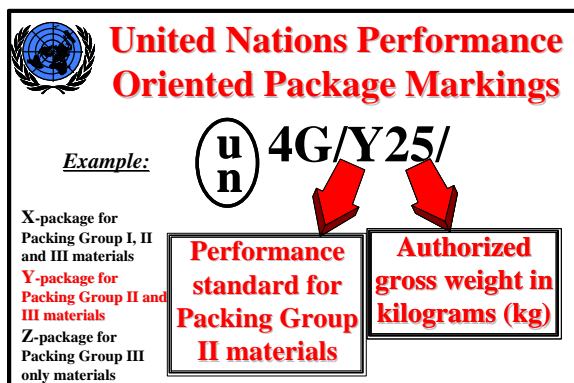 United Nations Performance
Oriented Package Markings
Example:
u
n
4G/Y25/
X-package for
Packing Group I, II
and III materials
Y-package for
Packing Group II and
III materials
Z-package for
Packing Group III
only materials
Performance
standard for
Packing Group
II materials
Authorized
gross weight in
kilograms (kg)